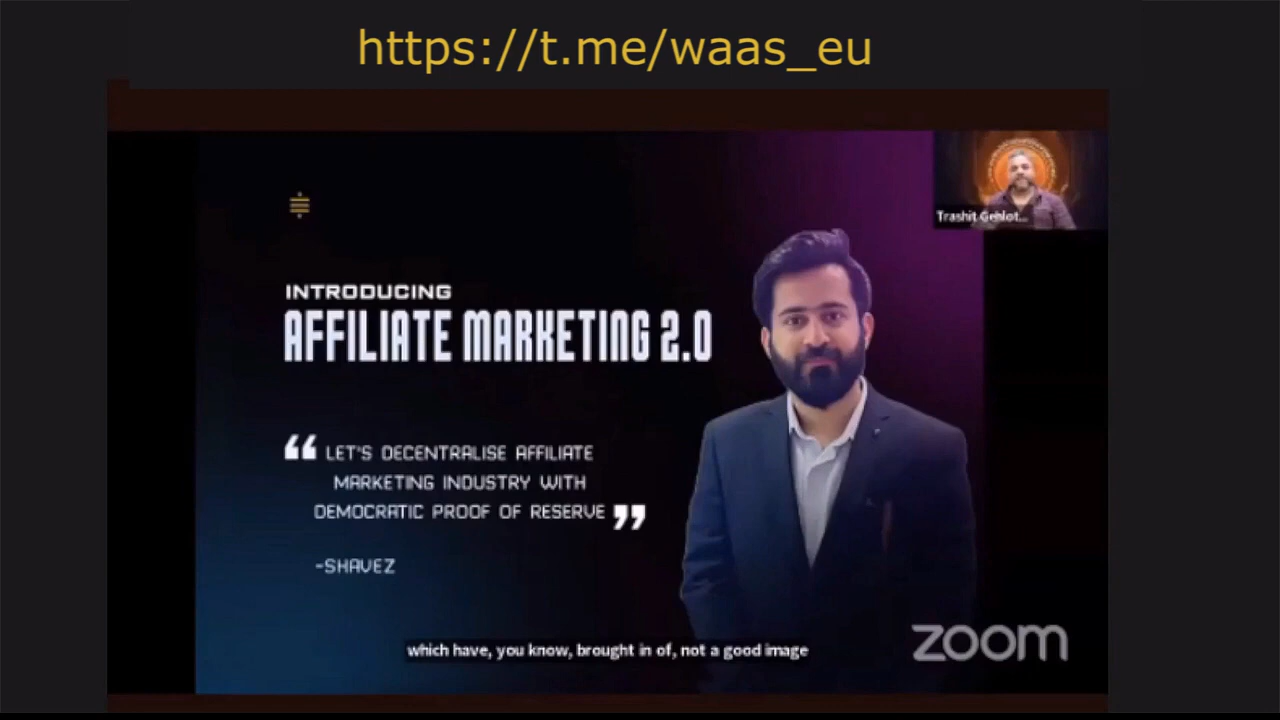 https://t.me/waas_eu
Trashit Gehlot...
INTRODUCING
AFFILIATE MARKETING 2.0
“ LET'S DECENTRALISE AFFILIATE
MARKETING INDUSTRY WITH
DEMOCRATIC PROOF OF RESERVE ”
-SHAVEZ
which have, you know, brought in of, not a good image
zoom